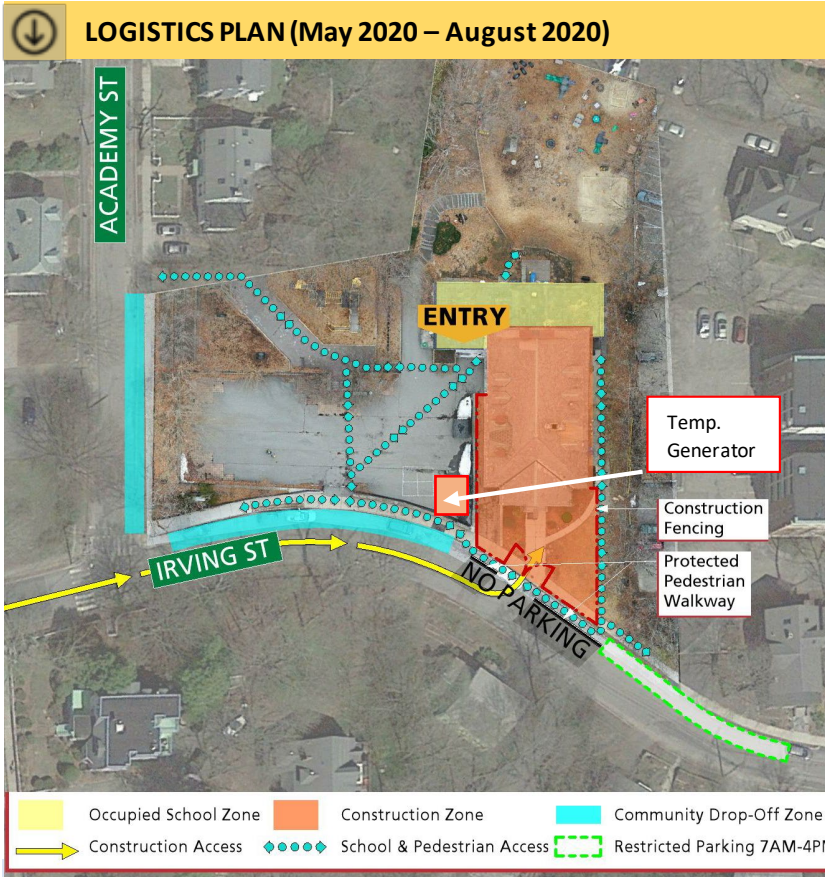 LOGISTICS PLAN (May 2020 – August 2020)
ACADEMY ST
ENTRY
Temp.
Generator
Construction
Fencing
IRVING ST
Protected
Pedestrian
Walkway
NO PARKING
Occupied School Zone
Construction Zone
Community Drop-Off Zone
Construction Access
School & Pedestrian Access
Restricted Parking 7AM-4PM